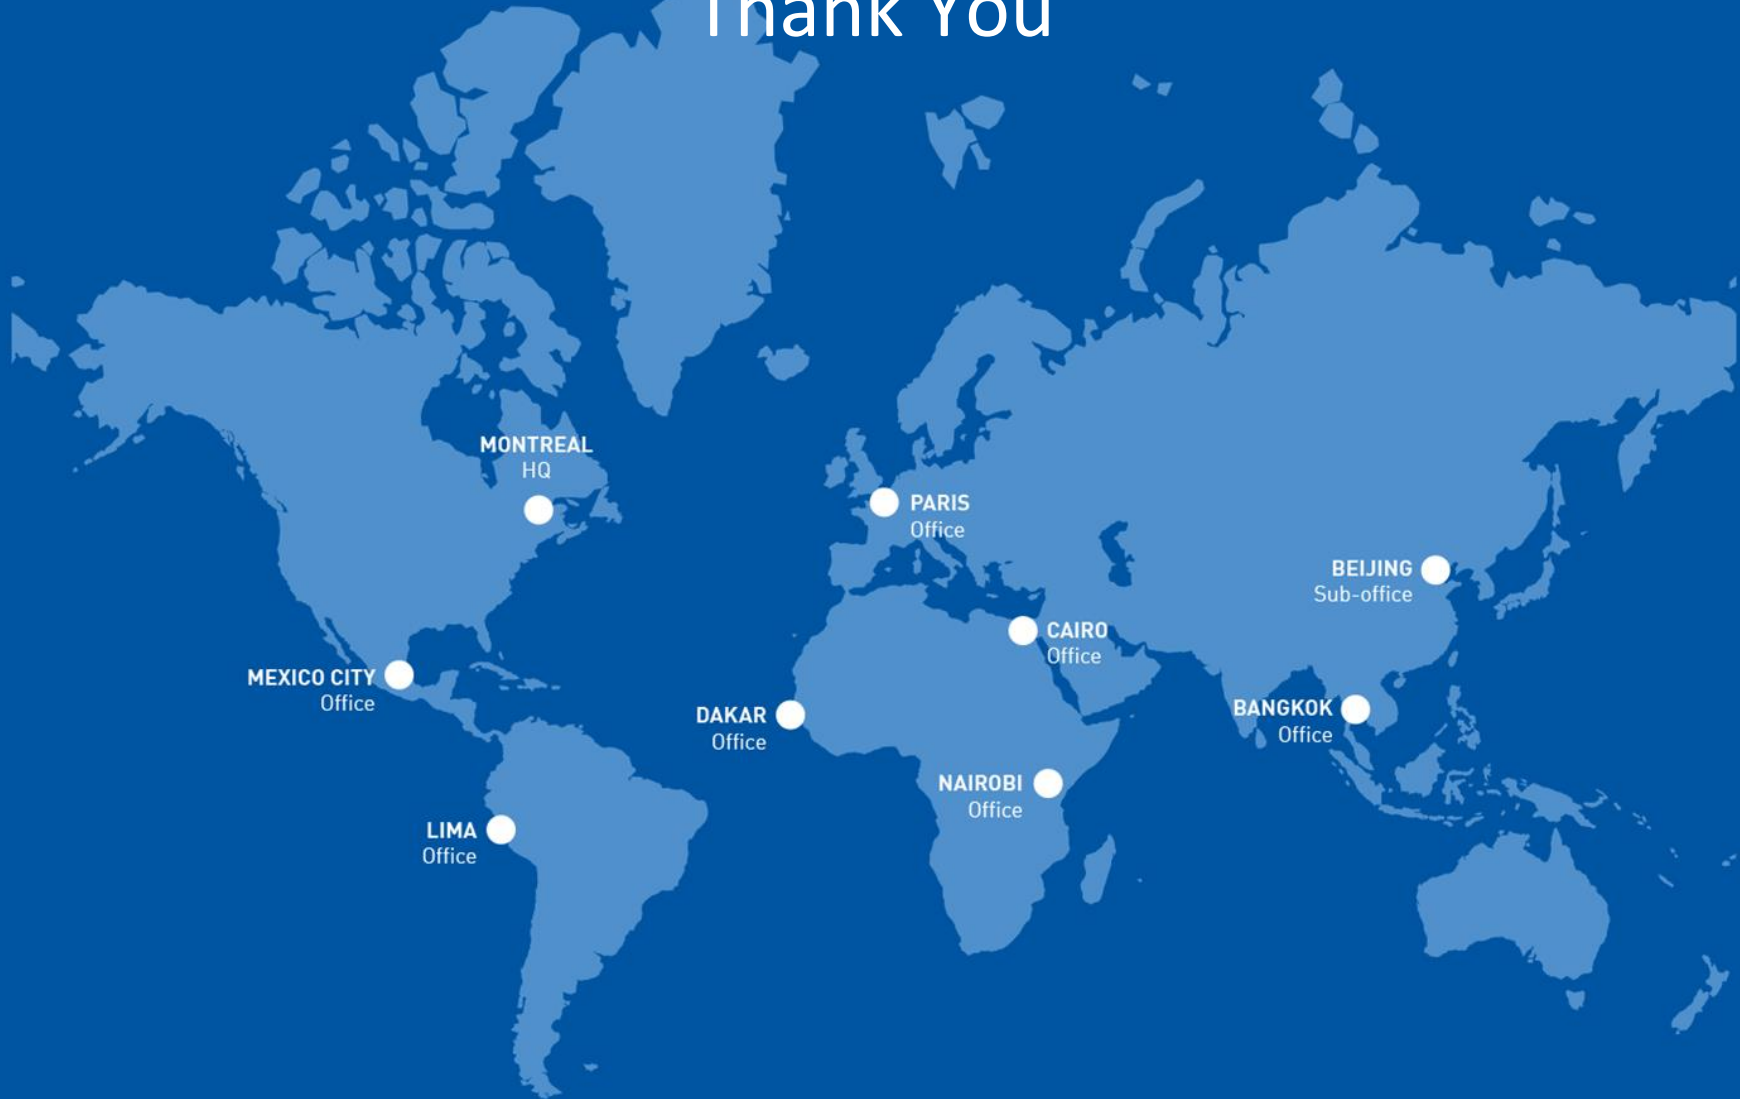 Thank You
MONTREAL
HQ
PARIS
Office
BEIJING
Sub-office
CAIRO
Office
MEXICO CITY
Office
DAKAR
Office
BANGKOK
Office
NAIROBI
Office
LIMA
Office